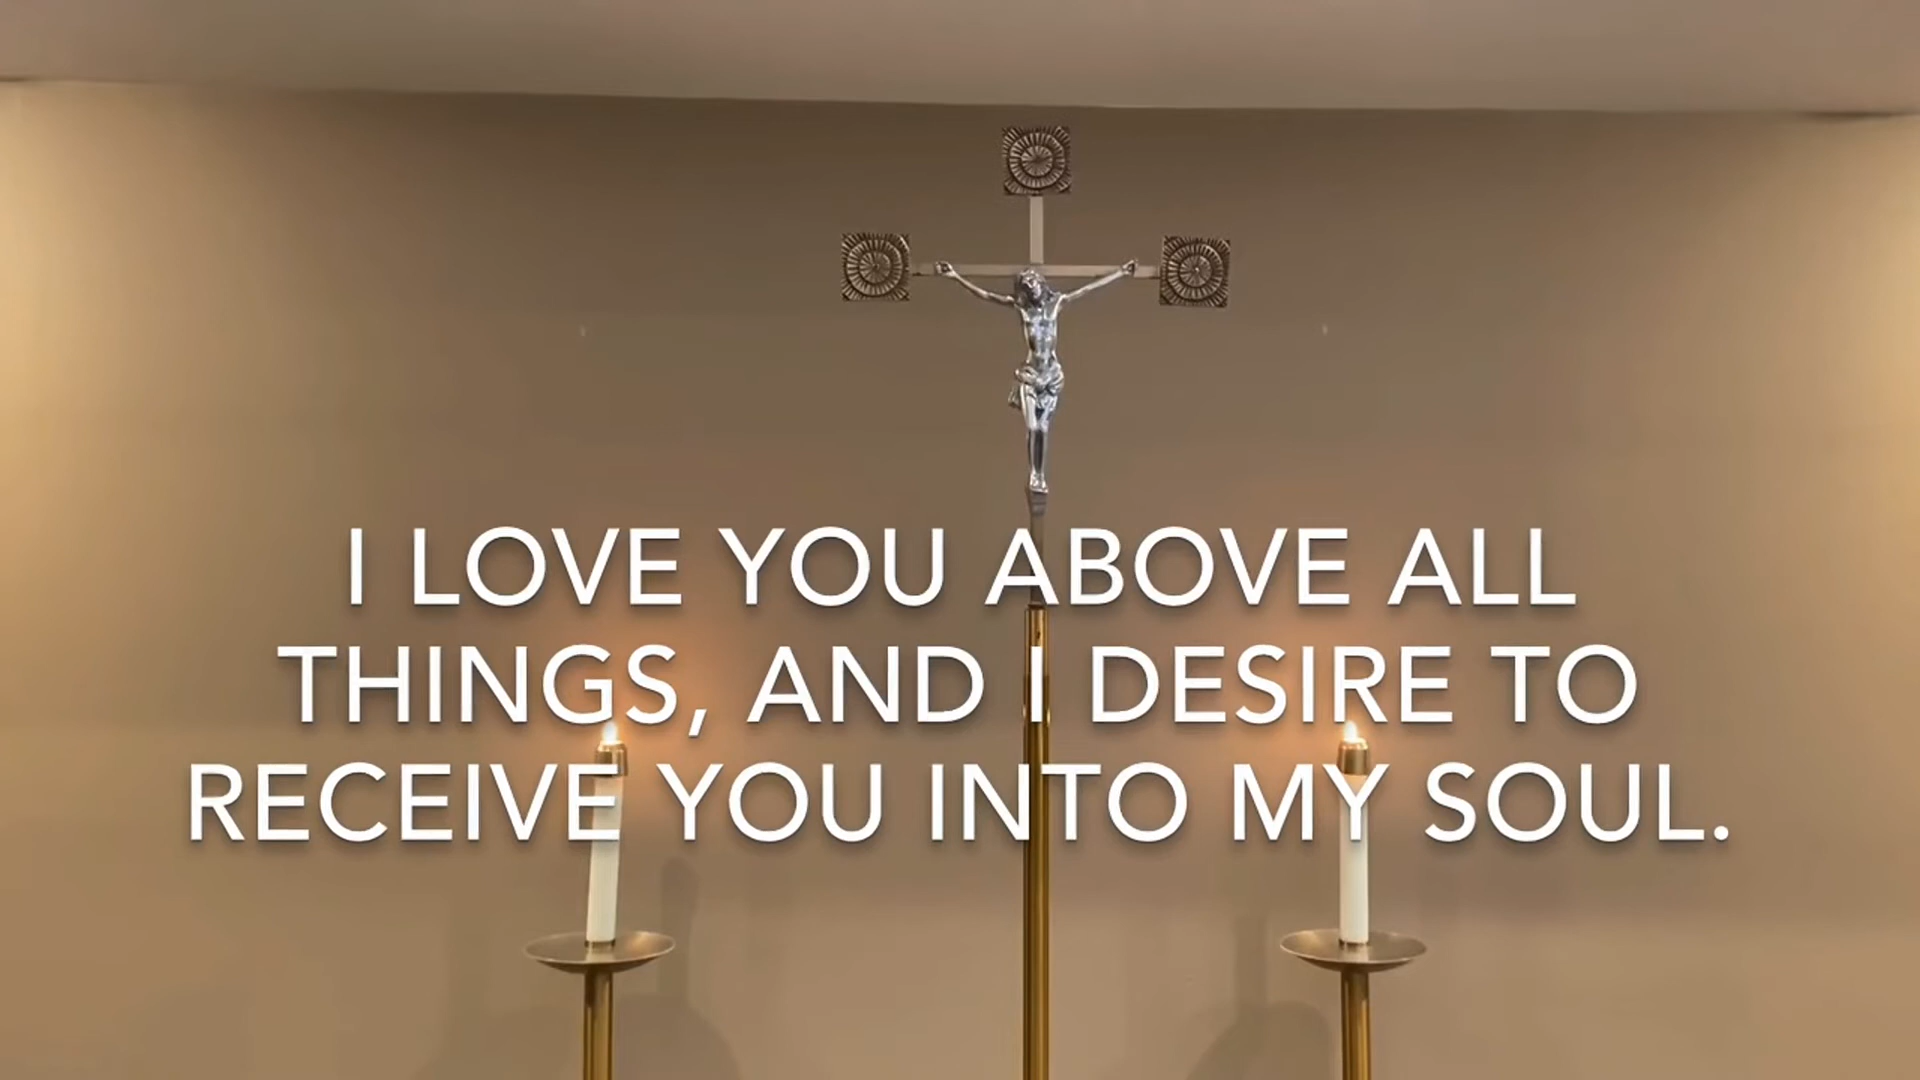 I LOVE YOU ABOVE ALL
THINGS, AND I DESIRE TO
RECEIVE YOU INTO MY SOUL.